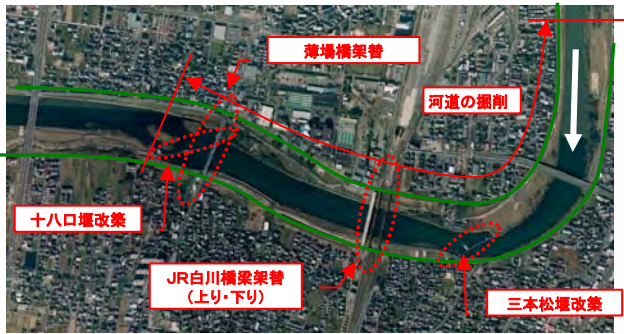 薄場橋架替
河道の掘削
十八口堰改築
JR白川橋梁架替
(上り・下り)
三本松堰改築